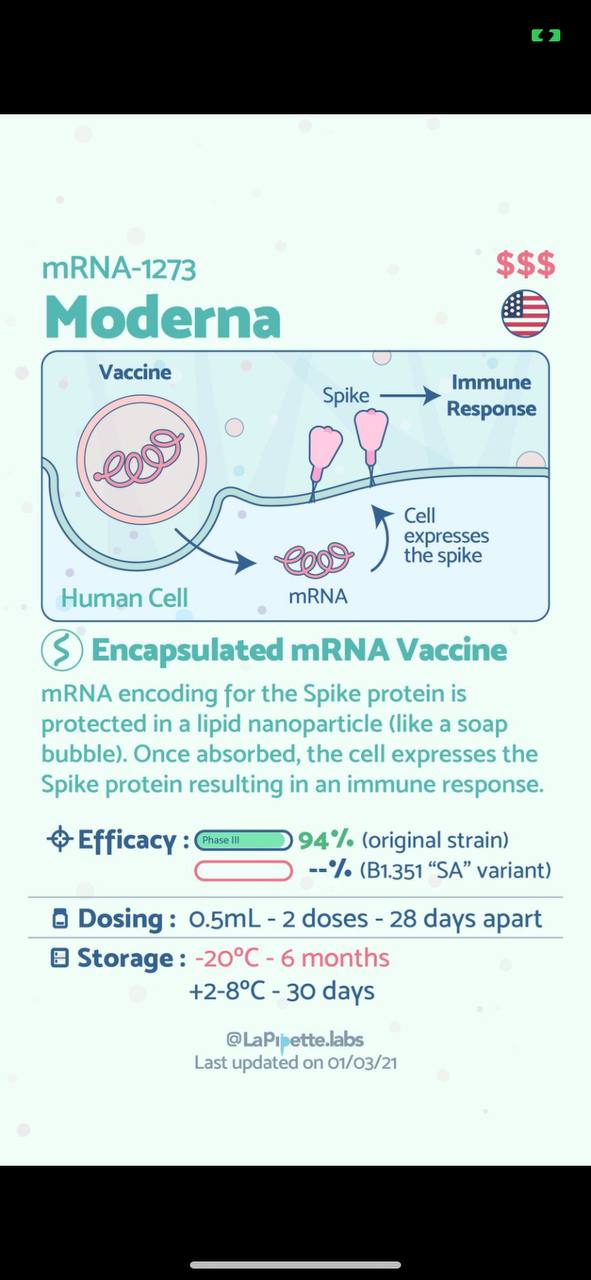 mRNA-1273
$$$
Moderna
Vaccine
Spike
Immune
Response
Cell
expresses
the spike
mRNA
Human Cell
Encapsulated mRNA Vaccine
mRNA encoding for the Spike protein is
protected in a lipid nanoparticle (like a soap
bubble). Once absorbed, the cell expresses the
Spike protein resulting in an immune response.
Efficacy : Phase III 94% (original strain)
--% (B1.351 “SA” variant)
Dosing : 0.5mL - 2 doses - 28 days apart
Storage : -20ºC - 6 months
+2-8ºC - 30 days
@LaPipette.labs
Last updated on 01/03/21